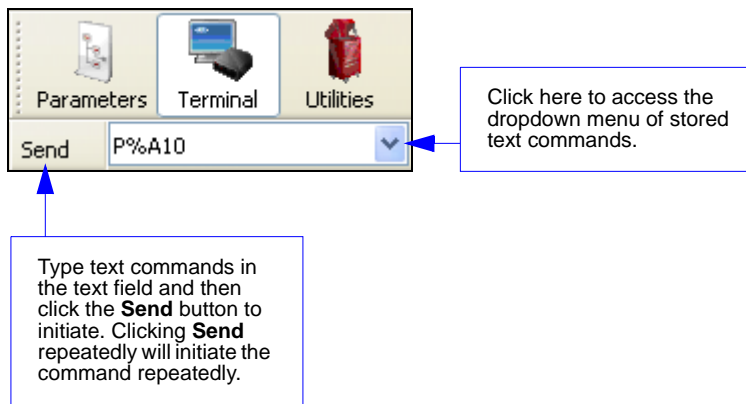 Parameters Terminal Utilities
Send P%A10
Click here to access the
dropdown menu of stored
text commands.
Type text commands in
the text field and then
click the Send button to
initiate. Clicking Send
repeatedly will initiate the
command repeatedly.